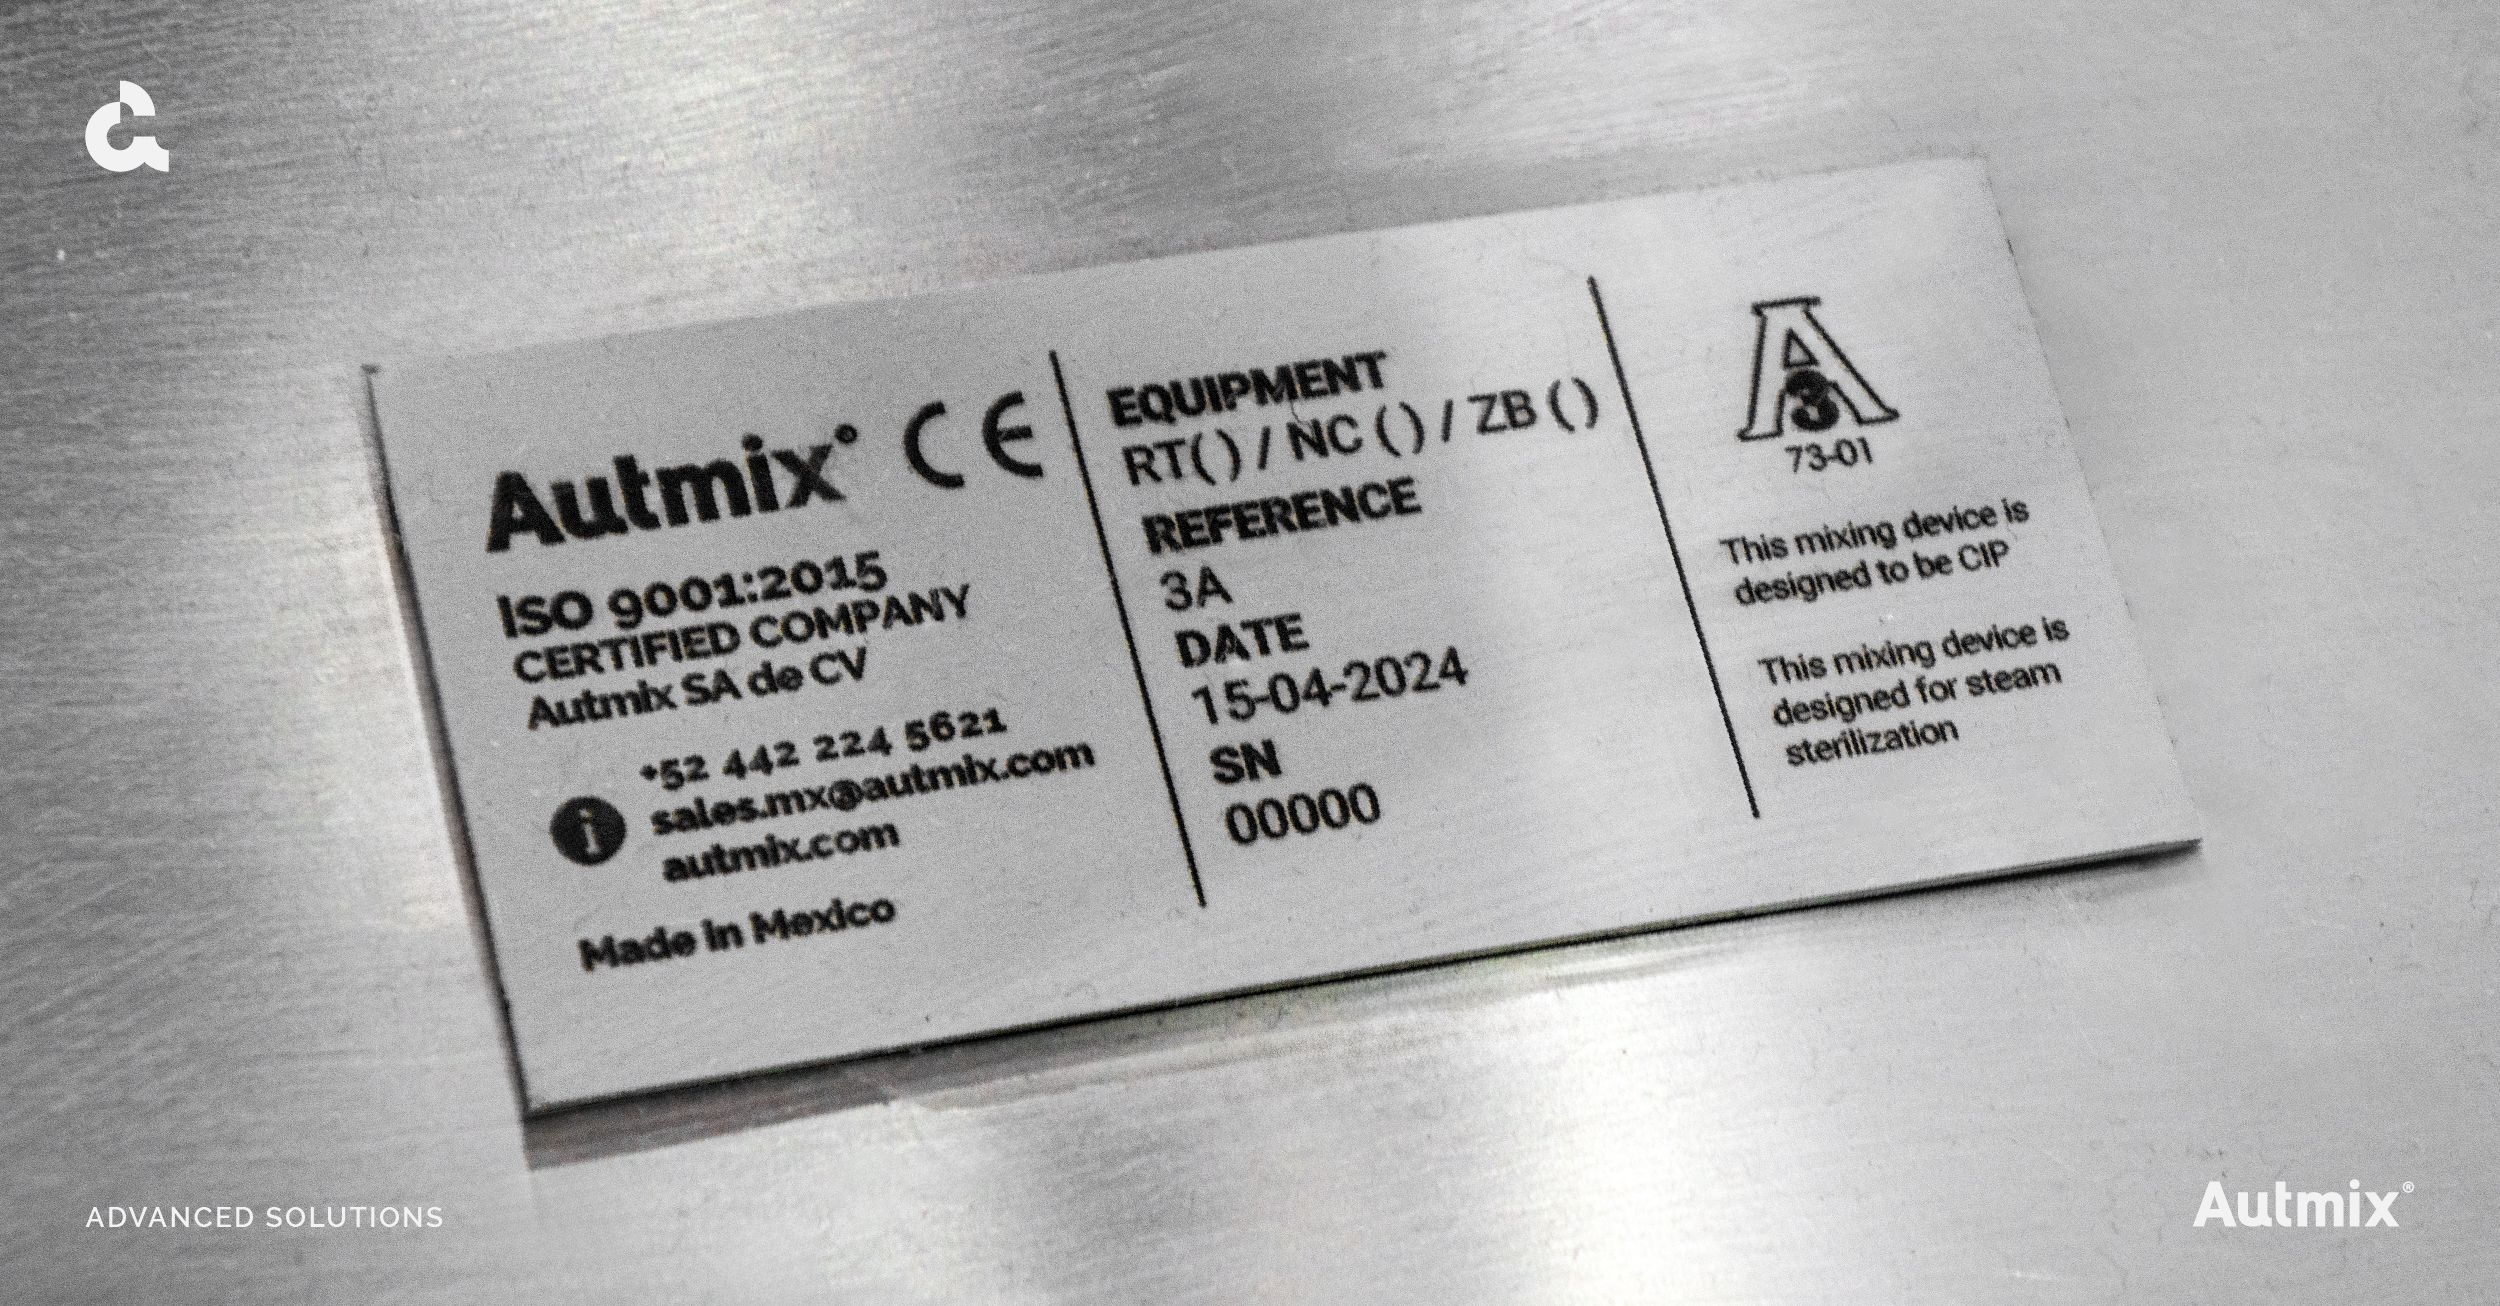 Autmix® CE
ISO 9001:2015
CERTIFIED COMPANY
Autmix SA de CV
+52 442 224 5621
sales.mx@autmix.com
i
autmix.com
Made in Mexico
EQUIPMENT
RT( ) / NC ( ) / ZB ( )
REFERENCE
3A
DATE
15-04-2024
SN
00000
A
3
73-01
This mixing device is
designed to be CIP
This mixing device is
designed for steam
sterilization
ADVANCED SOLUTIONS
Autmix®